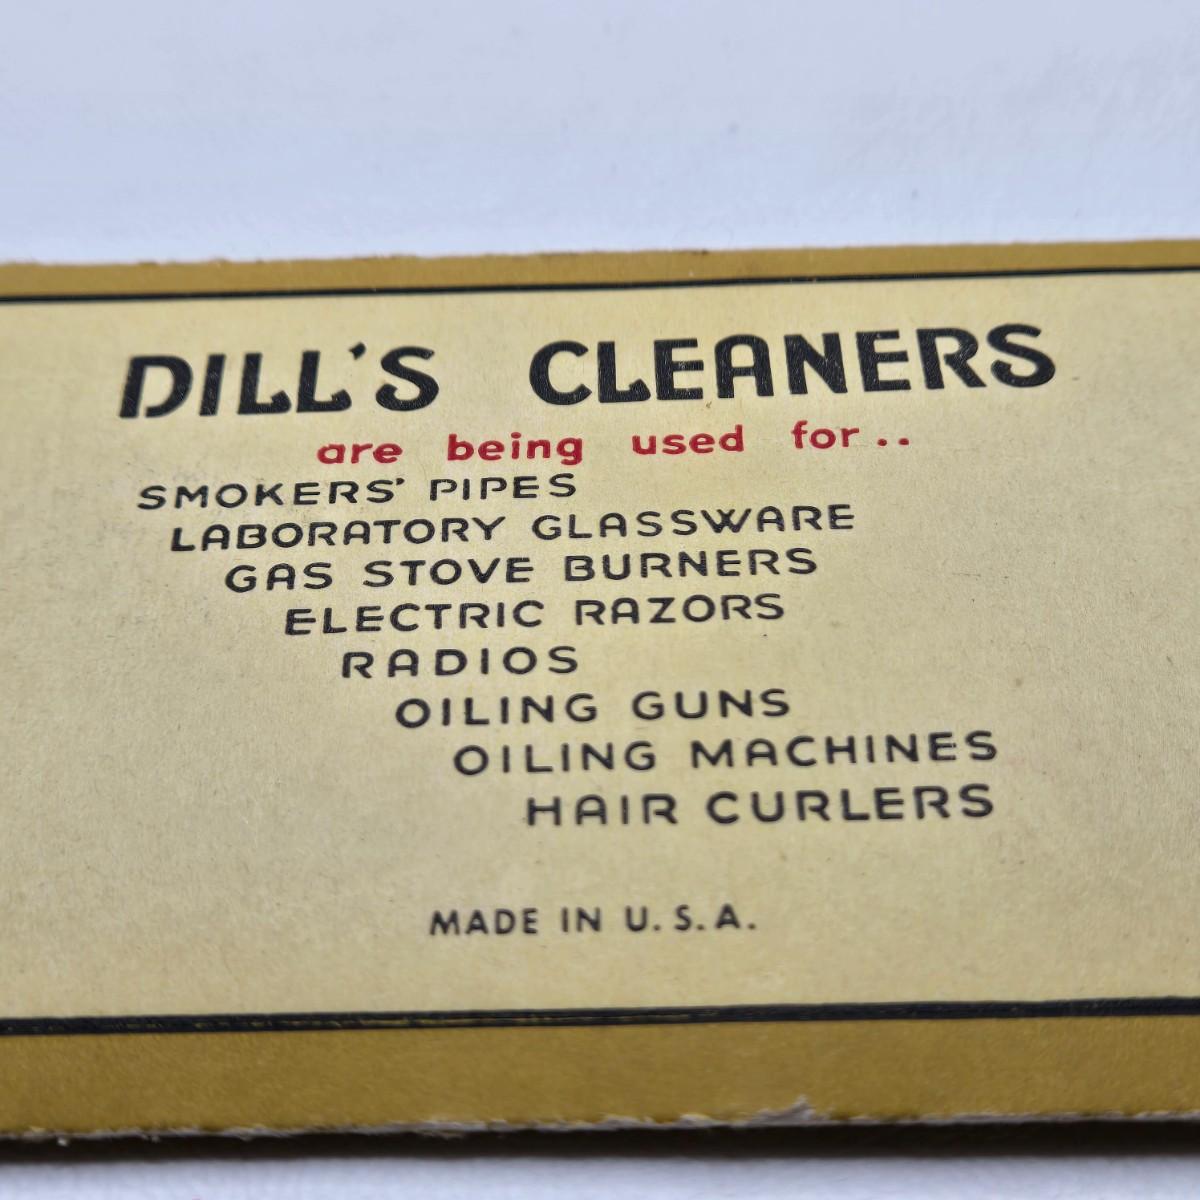 DILL'S CLEANERS
are being used for..
SMOKERS' PIPES
LABORATORY GLASSWARE
GAS STOVE BURNERS
ELECTRIC RAZORS
RADIOS
OILING GUNS
OILING MACHINES
HAIR CURLERS
MADE IN U.S.A.